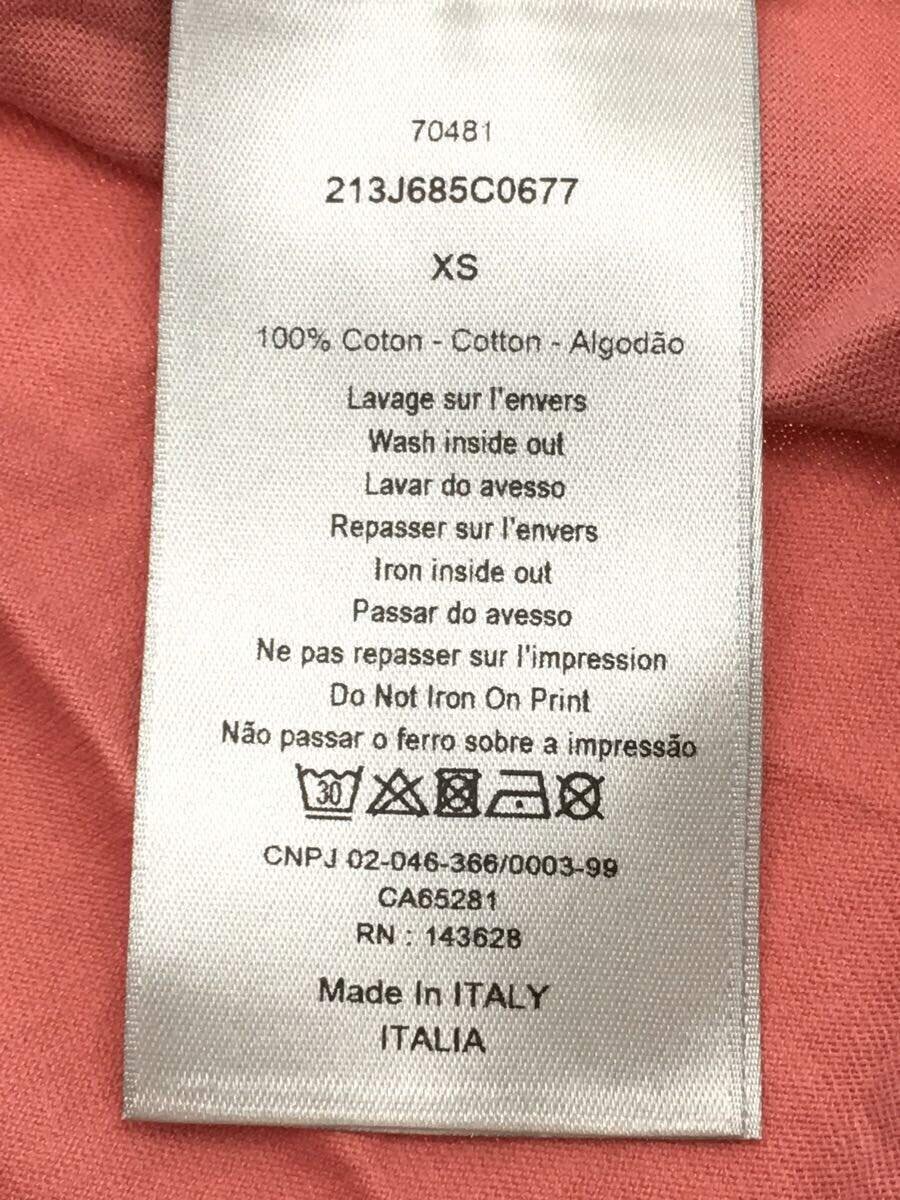 70481
213J685C0677
XS
100% Coton - Cotton - Algodão
Lavage sur l'envers
Wash inside out
Lavar do avesso
Repasser sur l'envers
Iron inside out
Passar do avesso
Ne pas repasser sur l'impression
Do Not Iron On Print
Não passar o ferro sobre a impressão
30
CNPJ 02-046-366/0003-99
CA65281
RN : 143628
Made In ITALY
ITALIA